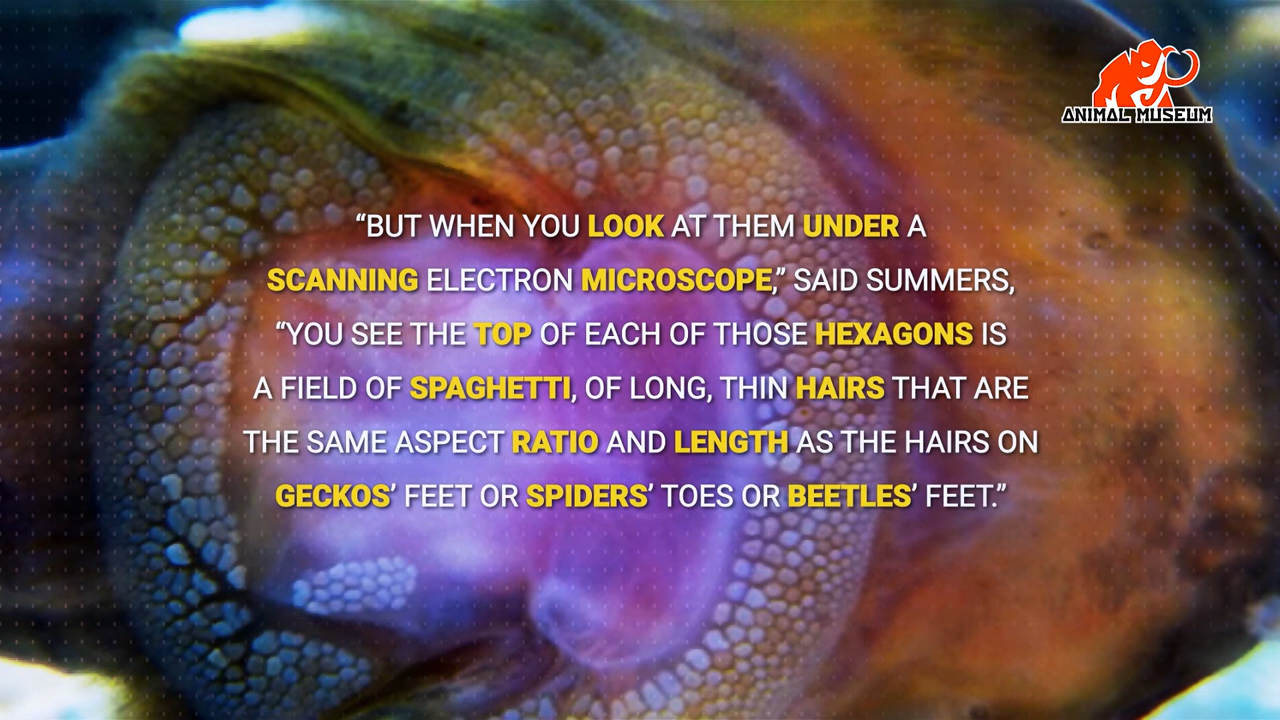 ANIMAL MUSEUM
“BUT WHEN YOU LOOK AT THEM UNDER A
SCANNING ELECTRON MICROSCOPE,” SAID SUMMERS,
“YOU SEE THE TOP OF EACH OF THOSE HEXAGONS IS
A FIELD OF SPAGHETTI, OF LONG, THIN HAIRS THAT ARE
THE SAME ASPECT RATIO AND LENGTH AS THE HAIRS ON
GECKOS’ FEET OR SPIDERS’ TOES OR BEETLES’ FEET.”